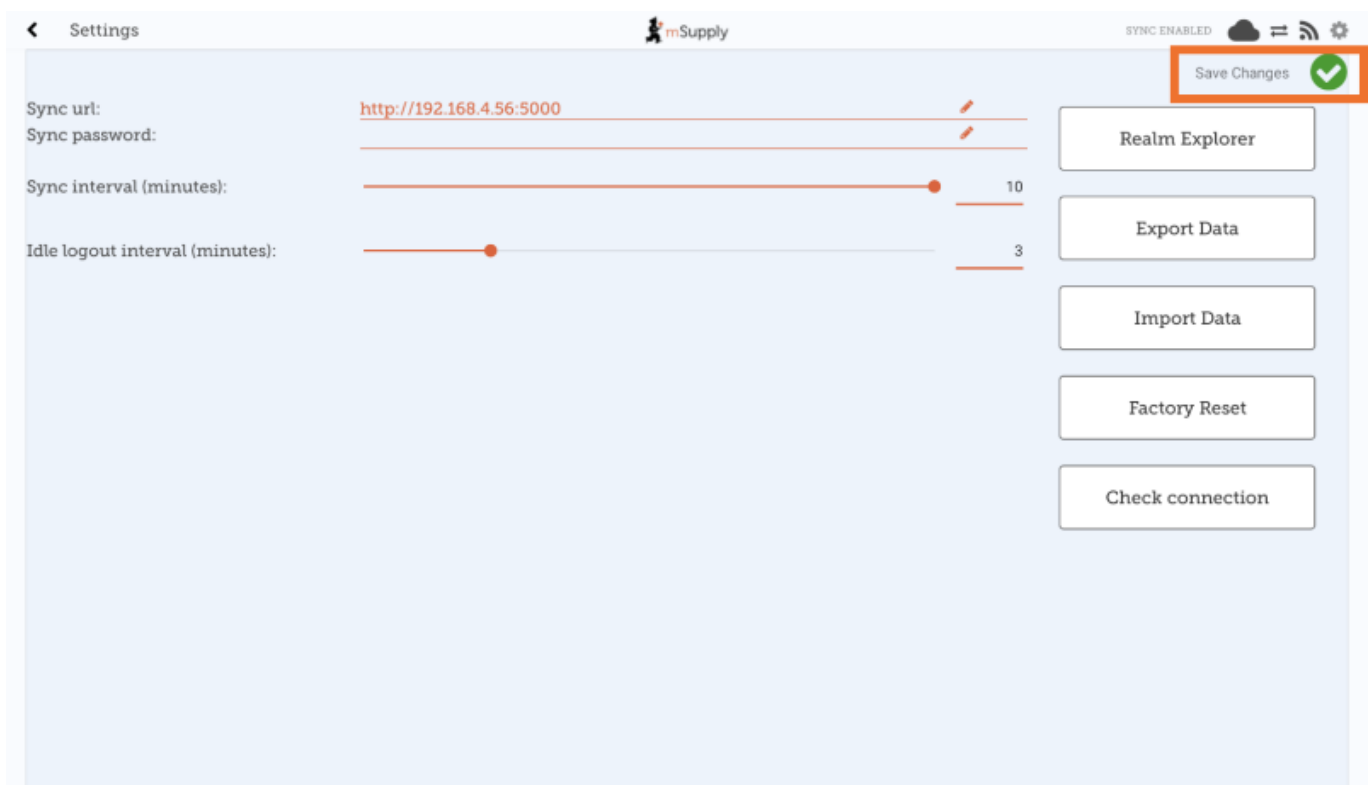 Settings
mSupply
SYNC ENABLED
Save Changes
Sync url:
http://192.168.4.56:5000
Sync password:
Sync interval (minutes):
10
Idle logout interval (minutes):
3
Realm Explorer
Export Data
Import Data
Factory Reset
Check connection